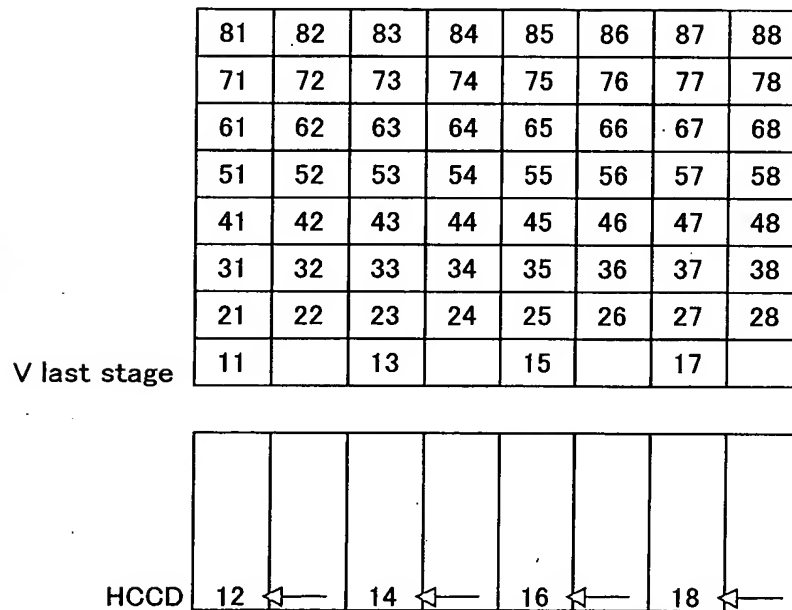 81 82 83 84 85 86 87 88
71 72 73 74 75 76 77 78
61 62 63 64 65 66 67 68
51 52 53 54 55 56 57 58
41 42 43 44 45 46 47 48
31 32 33 34 35 36 37 38
21 22 23 24 25 26 27 28
V last stage 11 13 15 17
HCCD 12 14 16 18